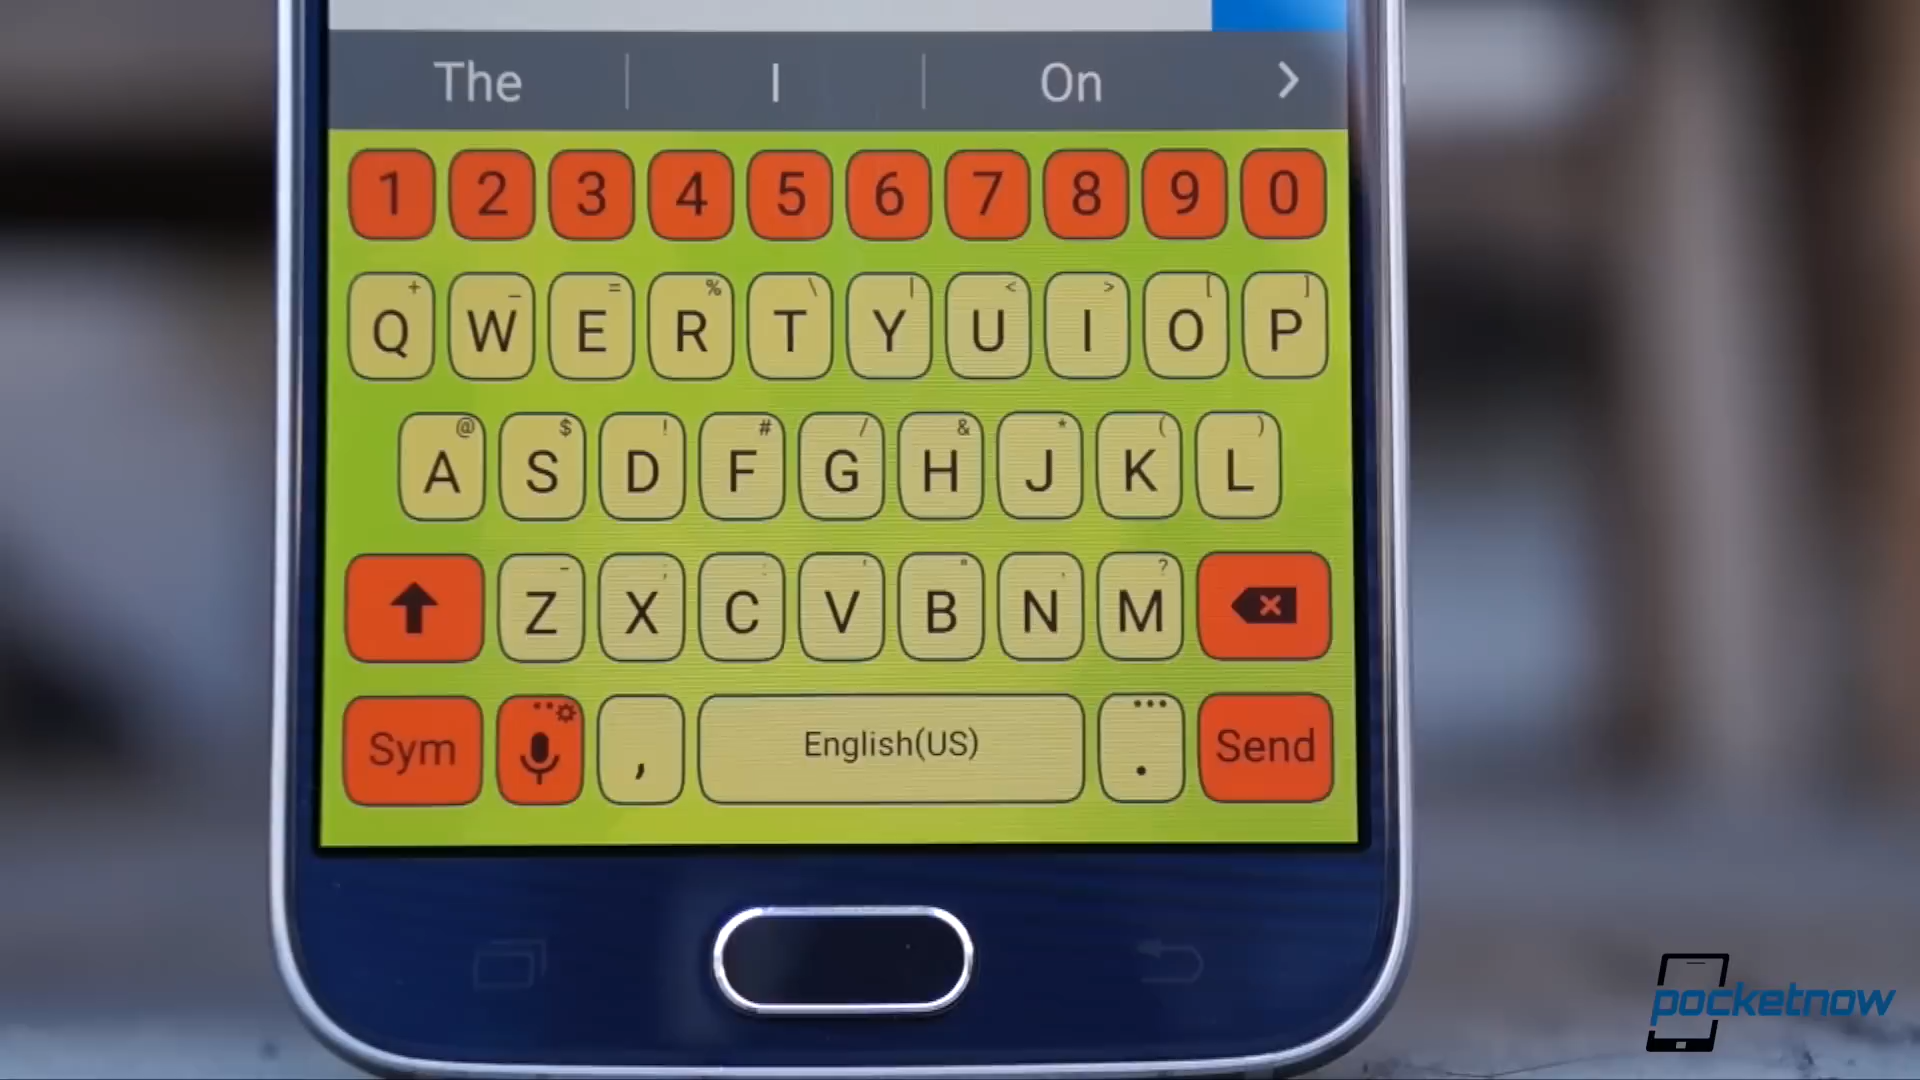 The | I | On >
1 2 3 4 5 6 7 8 9 0
+ _ = % \ | < > [ ]
Q W E R T Y U I O P
@ $ ! # / & * ( )
A S D F G H J K L
- ; : ' " , ?
Z X C V B N M
Sym , English(US) . Send
pocketnow